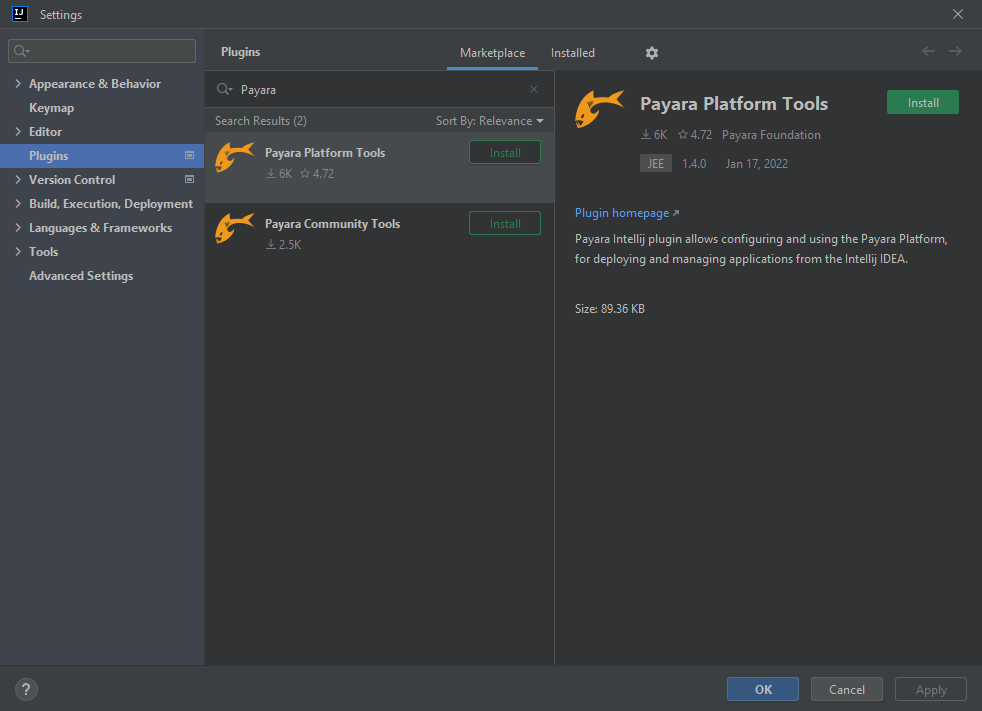 IJ
Settings
Appearance & Behavior
Keymap
Editor
Plugins
Version Control
Build, Execution, Deployment
Languages & Frameworks
Tools
Advanced Settings
Plugins
Marketplace
Installed
Payara
Search Results (2)
Sort By: Relevance
Payara Platform Tools
Install
6K
4.72
Payara Community Tools
Install
2.5K
Payara Platform Tools
Install
6K 4.72 Payara Foundation
JEE 1.4.0 Jan 17, 2022
Plugin homepage
Payara Intellij plugin allows configuring and using the Payara Platform,
for deploying and managing applications from the Intellij IDEA.
Size: 89.36 KB
?
OK
Cancel
Apply